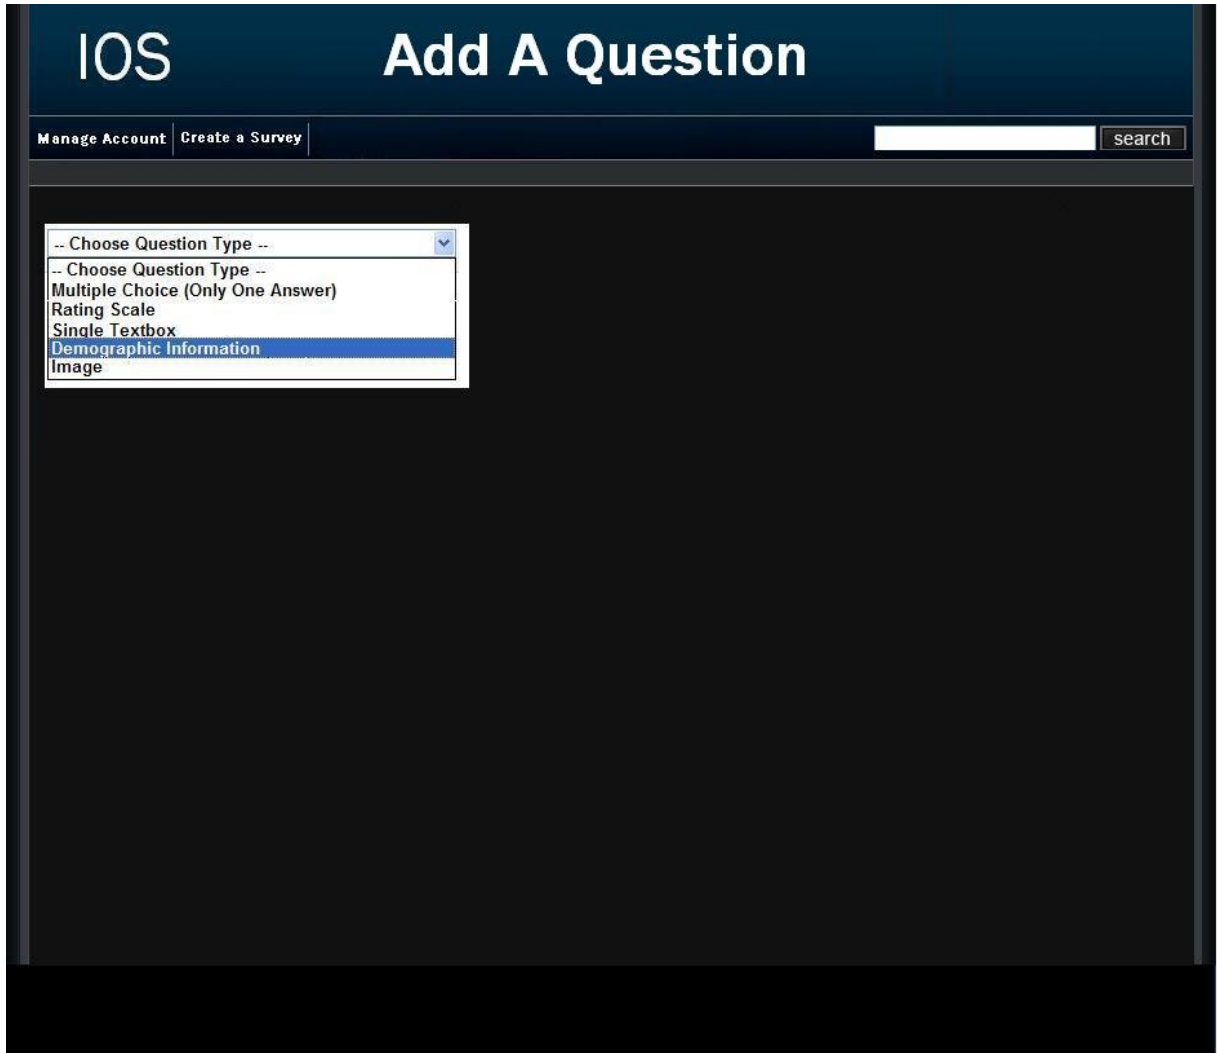 IOS
Add A Question
Manage Account
Create a Survey
search
-- Choose Question Type --
-- Choose Question Type --
Multiple Choice (Only One Answer)
Rating Scale
Single Textbox
Demographic Information
Image